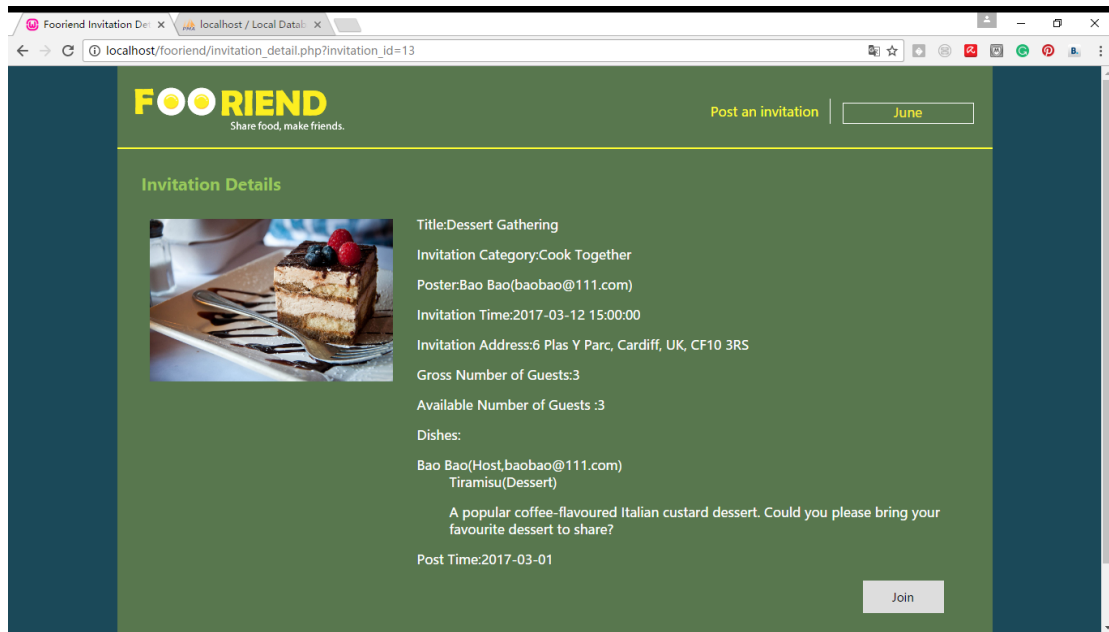 Fooriend Invitation De
localhost / Local Datab
localhost/fooriend/invitation_detail.php?invitation_id=13
FOORIEND
Share food, make friends.
Post an invitation
June
Invitation Details
Title:Dessert Gathering
Invitation Category:Cook Together
Poster:Bao Bao(baobao@111.com)
Invitation Time:2017-03-12 15:00:00
Invitation Address:6 Plas Y Parc, Cardiff, UK, CF10 3RS
Gross Number of Guests:3
Available Number of Guests :3
Dishes:
Bao Bao(Host,baobao@111.com)
Tiramisu(Dessert)
A popular coffee-flavoured Italian custard dessert. Could you please bring your
favourite dessert to share?
Post Time:2017-03-01
Join